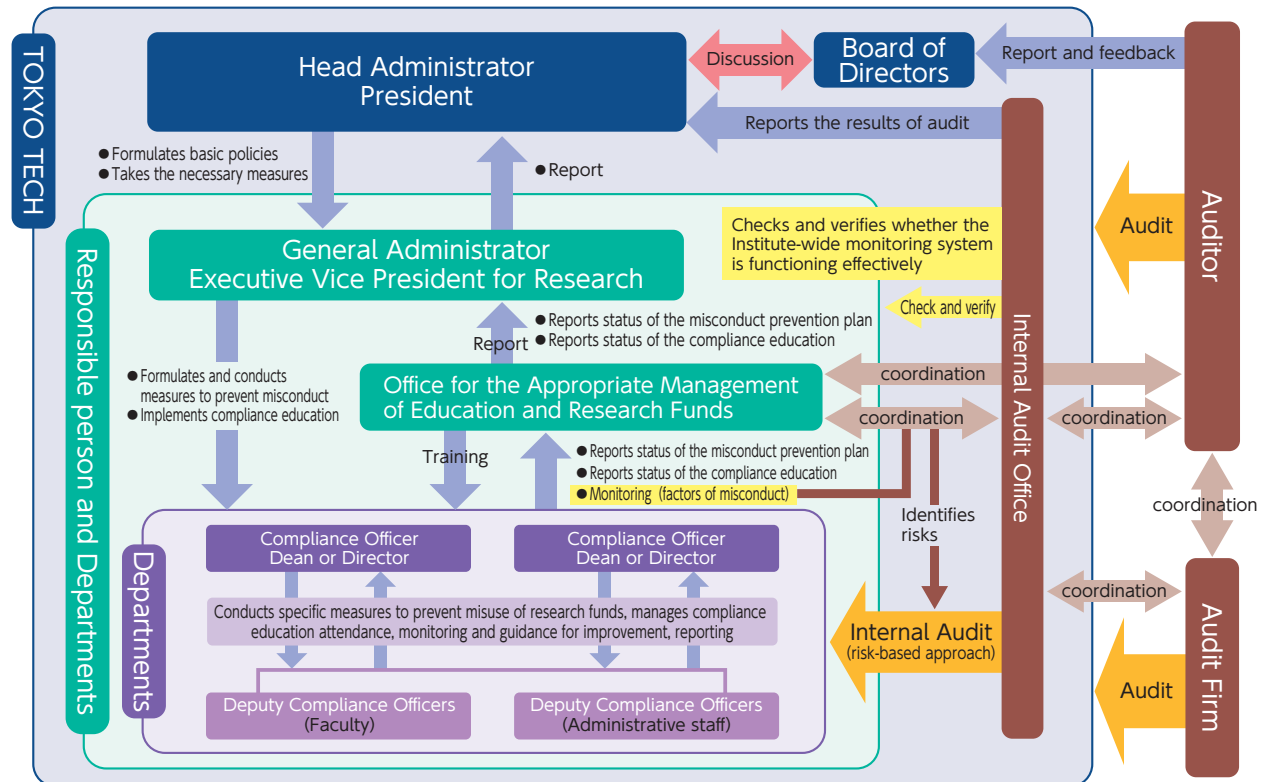 TOKYO TECH
Head Administrator
President
Discussion
Board of
Directors
Report and feedback
Reports the results of audit
● Formulates basic policies
● Takes the necessary measures
● Report
Responsible person and Departments
General Administrator
Executive Vice President for Research
Checks and verifies whether the
Institute-wide monitoring system
is functioning effectively
Check and verify
Audit
Auditor
Internal Audit Office
Report
● Reports status of the misconduct prevention plan
● Reports status of the compliance education
● Formulates and conducts
measures to prevent misconduct
● Implements compliance education
Office for the Appropriate Management
of Education and Research Funds
coordination
coordination
coordination
Training
● Reports status of the misconduct prevention plan
● Reports status of the compliance education
● Monitoring (factors of misconduct)
Identifies
risks
coordination
Departments
Compliance Officer
Dean or Director
Compliance Officer
Dean or Director
Conducts specific measures to prevent misuse of research funds, manages compliance
education attendance, monitoring and guidance for improvement, reporting
Deputy Compliance Officers
(Faculty)
Deputy Compliance Officers
(Administrative staff)
Internal Audit
(risk-based approach)
coordination
Audit
Audit Firm